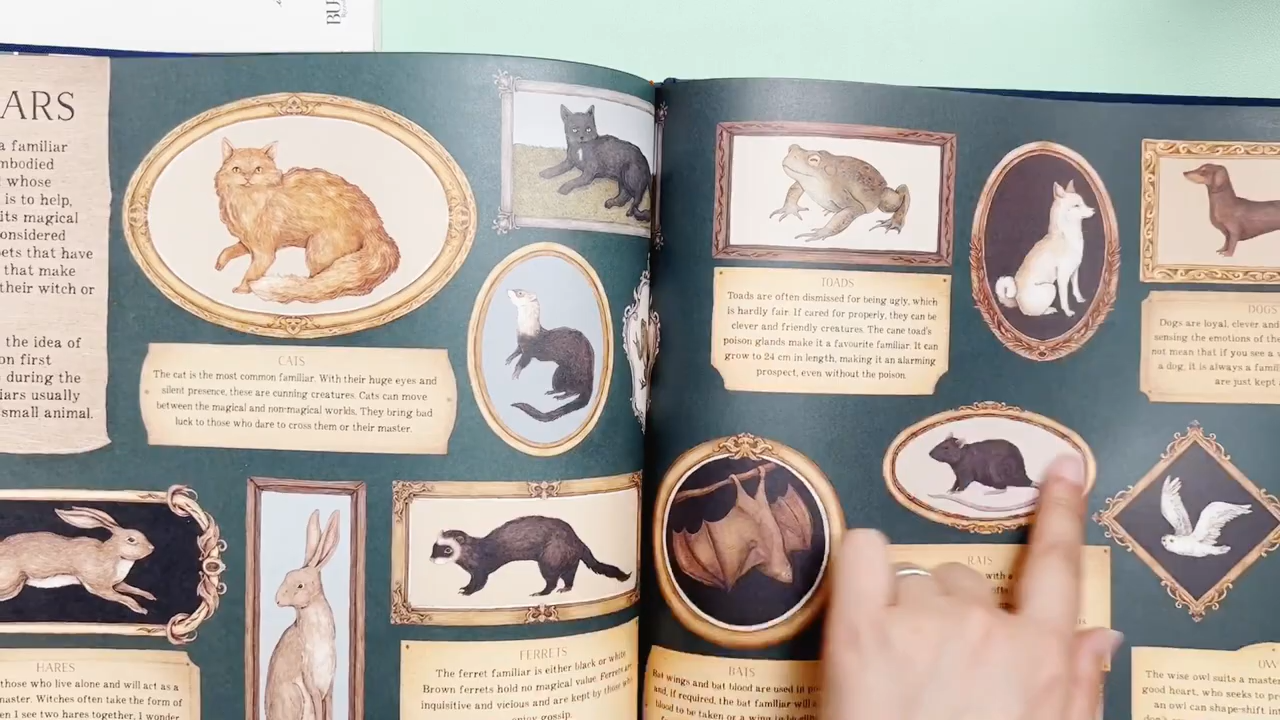 BU
ARS
a familiar
mbodied
whose
is to help,
its magical
onsidered
ets that have
that make
their witch or
the idea of
on first
during the
iars usually
small animal.
CATS
The cat is the most common familiar. With their huge eyes and
silent presence, these are cunning creatures. Cats can move
between the magical and non-magical worlds. They bring bad
luck to those who dare to cross them or their master.
HARES
those who live alone and will act as a
master. Witches often take the form of
en I see two hares together, I wonder
FERRETS
The ferret familiar is either black or white.
Brown ferrets hold no magical value. Ferrets are
inquisitive and vicious and are kept by those who
enjoy gossip.
TOADS
Toads are often dismissed for being ugly, which
is hardly fair. If cared for properly, they can be
clever and friendly creatures. The cane toad's
poison glands make it a favourite familiar. It can
grow to 24 cm in length, making it an alarming
prospect, even without the poison.
DOGS
Dogs are loyal, clever and
sensing the emotions of the
not mean that if you see a
a dog, it is always a famil
are just kept
RATS
with a
BATS
Bat wings and bat blood are used in po
and, if required, the bat familiar will a
blood to be taken or a wing to be
OW
The wise owl suits a master
good heart, who seeks to pr
an owl can shape-shift int